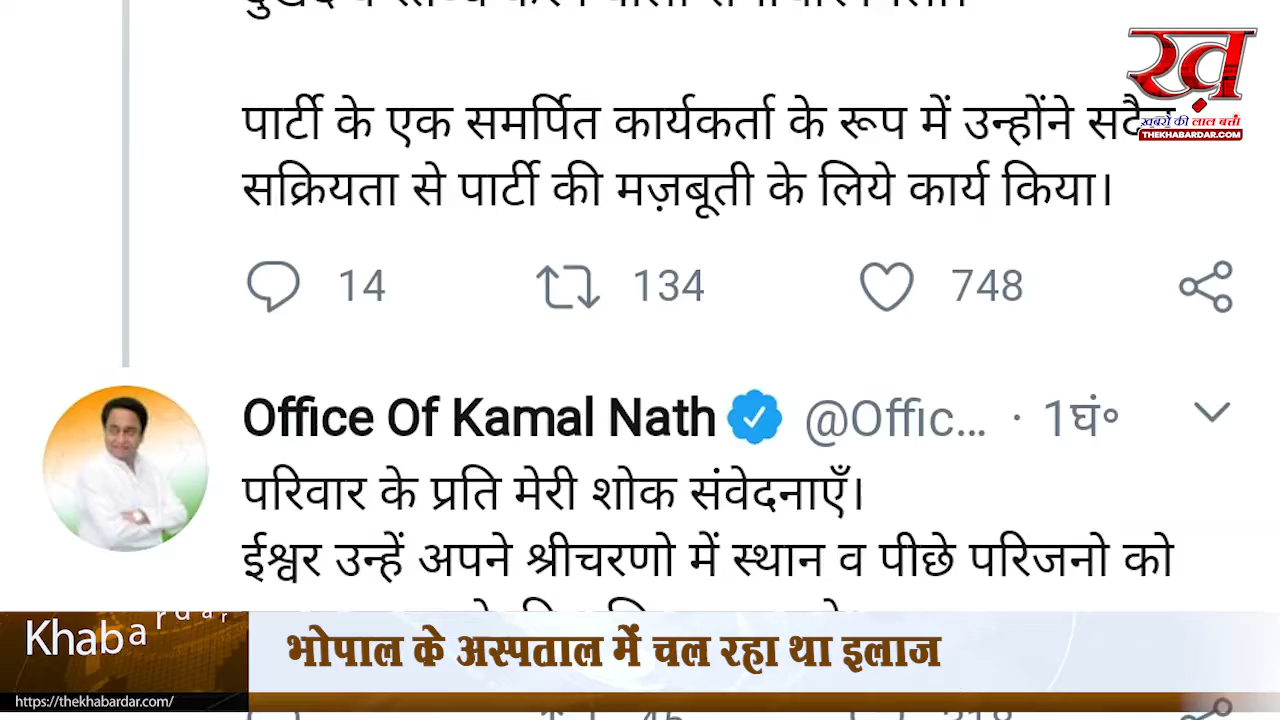 ख़
ख़बरों की लाल बत्ती
THEKHABARDAR.COM
पार्टी के एक समर्पित कार्यकर्ता के रूप में उन्होंने सदैव
सक्रियता से पार्टी की मज़बूती के लिये कार्य किया।
14 134 748
Office Of Kamal Nath @Offic... · 1घं॰
परिवार के प्रति मेरी शोक संवेदनाएँ।
ईश्वर उन्हें अपने श्रीचरणो में स्थान व पीछे परिजनो को
Khabardar
भोपाल के अस्पताल में चल रहा था इलाज
https://thekhabardar.com/